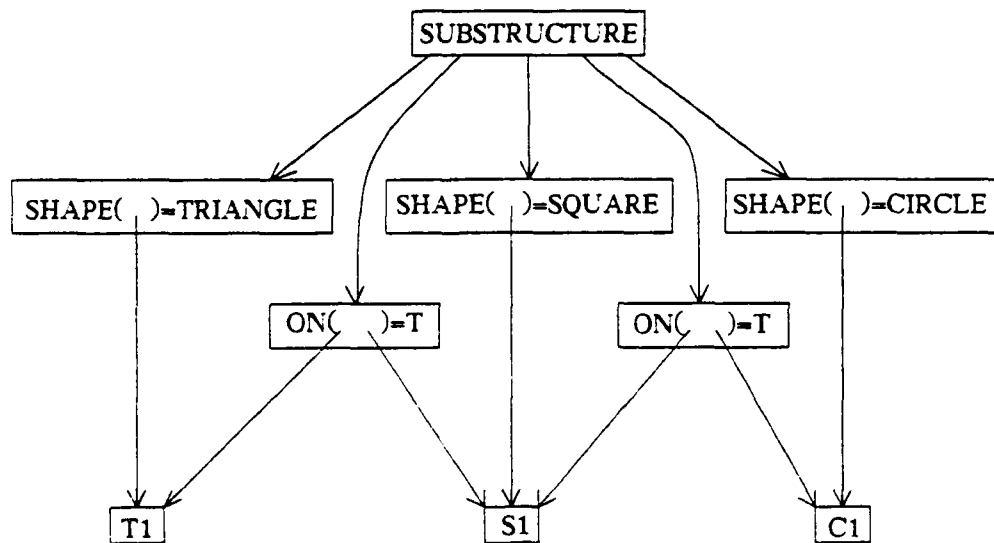 SUBSTRUCTURE
SHAPE( )=TRIANGLE
SHAPE( )=SQUARE
SHAPE( )=CIRCLE
ON( )=T
ON( )=T
T1
S1
C1